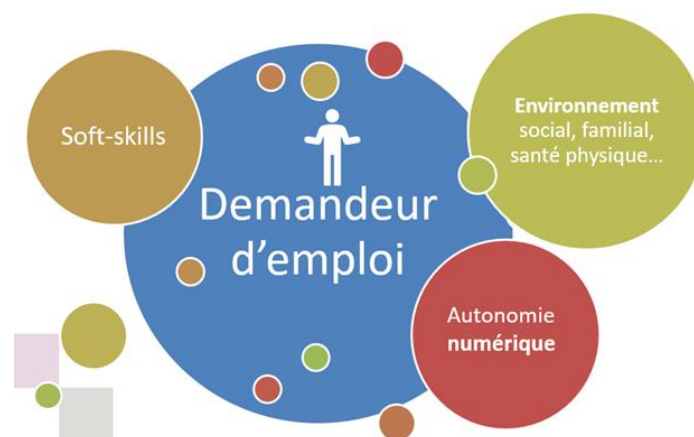 Soft-skills
Demandeur
d’emploi
Environnement
social, familial,
santé physique...
Autonomie
numérique